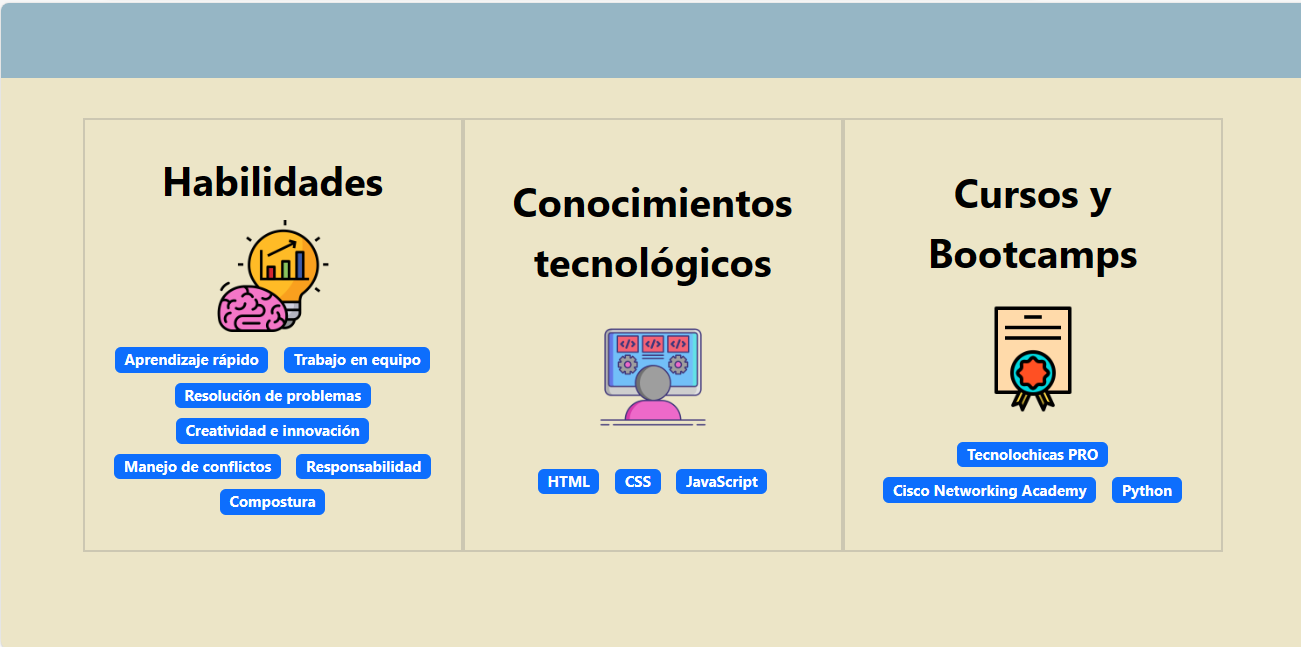 Habilidades
Aprendizaje rápido Trabajo en equipo
Resolución de problemas
Creatividad e innovación
Manejo de conflictos Responsabilidad
Compostura
Conocimientos
tecnológicos
</> </> </>
HTML CSS JavaScript
Cursos y
Bootcamps
Tecnolochicas PRO
Cisco Networking Academy Python